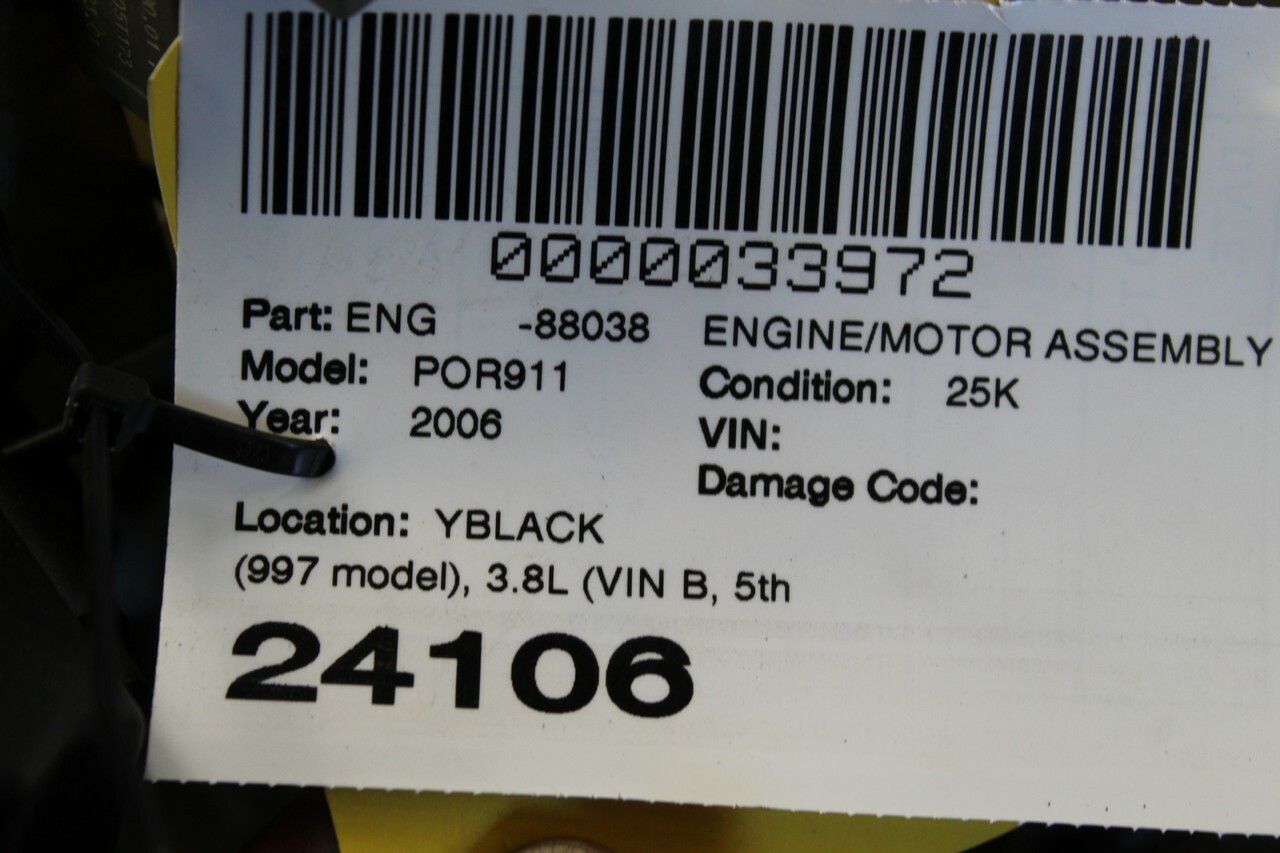 0000033972
Part: ENG -88038 ENGINE/MOTOR ASSEMBLY
Model: POR911 Condition: 25K
Year: 2006 VIN:
Damage Code:
Location: YBLACK
(997 model), 3.8L (VIN B, 5th
24106